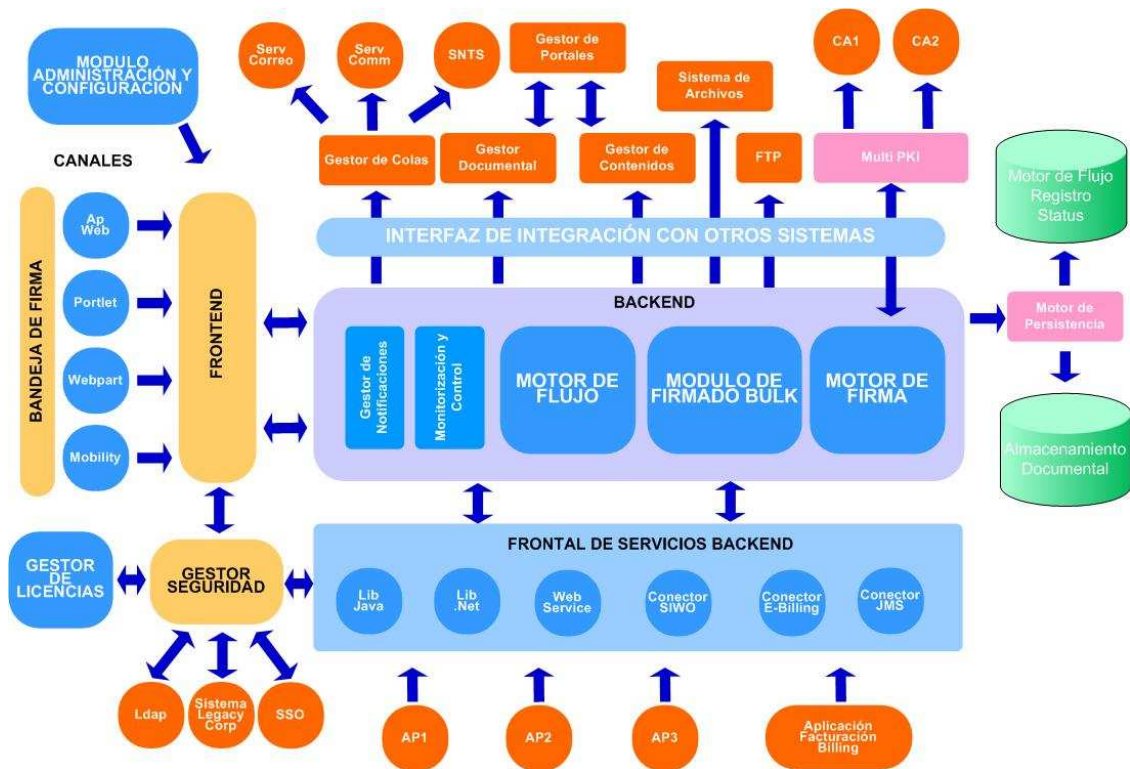 MODULO
ADMINISTRACIÓN Y
CONFIGURACION
Serv
Correo
Serv
Comm
SNTS
Gestor de
Portales
Sistema de
Archivos
CA1
CA2
Gestor de Colas
Gestor
Documental
Gestor de
Contenidos
FTP
Multi PKI
CANALES
BANDEJA DE FIRMA
Ap
Web
Portlet
Webpart
Mobility
FRONTEND
INTERFAZ DE INTEGRACIÓN CON OTROS SISTEMAS
BACKEND
Gestor de
Notificaciones
Monitorización y
Control
MOTOR DE
FLUJO
MODULO DE
FIRMADO BULK
MOTOR DE
FIRMA
Motor de Flujo
Registro
Status
Motor de
Persistencia
Almacenamiento
Documental
GESTOR
DE
LICENCIAS
GESTOR
SEGURIDAD
FRONTAL DE SERVICIOS BACKEND
Lib
Java
Lib
.Net
Web
Service
Conector
SIWO
Conector
E-Billing
Conector
JMS
Ldap
Sistema
Legacy
Corp
SSO
AP1
AP2
AP3
Aplicación
Facturación
Billing